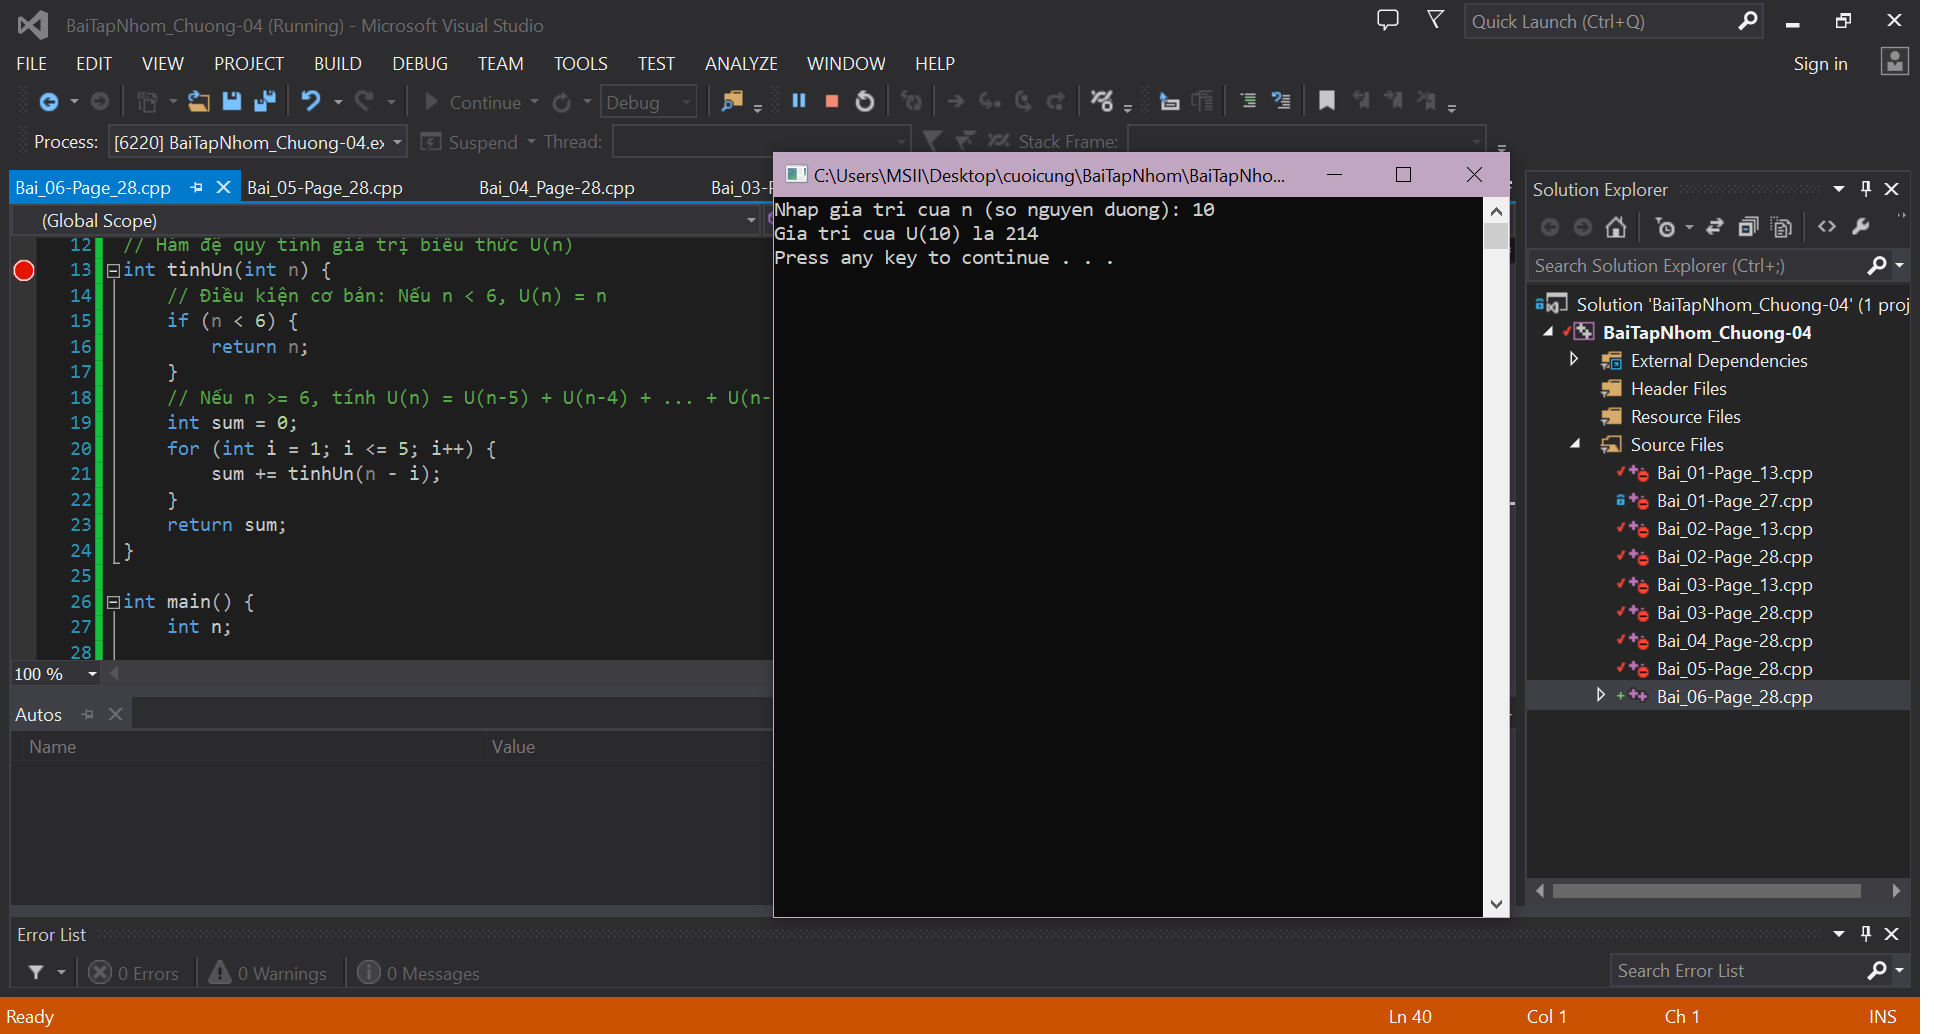 BaiTapNhom_Chuong-04 (Running) - Microsoft Visual Studio
Quick Launch (Ctrl+Q)
FILE EDIT VIEW PROJECT BUILD DEBUG TEAM TOOLS TEST ANALYZE WINDOW HELP
Sign in
Continue Debug
Process: [6220] BaiTapNhom_Chuong-04.ex Suspend Thread: Stack Frame:
Bai_06-Page_28.cpp Bai_05-Page_28.cpp Bai_04_Page-28.cpp Bai_03-P
(Global Scope)
12 // Hàm đệ quy tính giá trị biểu thức U(n)
13 int tinhUn(int n) {
14 // Điều kiện cơ bản: Nếu n < 6, U(n) = n
15 if (n < 6) {
16 return n;
17 }
18 // Nếu n >= 6, tính U(n) = U(n-5) + U(n-4) + ... + U(n-
19 int sum = 0;
20 for (int i = 1; i <= 5; i++) {
21 sum += tinhUn(n - i);
22 }
23 return sum;
24 }
25
26 int main() {
27 int n;
28
100 %
Autos
Name Value
C:\Users\MSII\Desktop\cuoicung\BaiTapNhom\BaiTapNho...
Nhap gia tri cua n (so nguyen duong): 10
Gia tri cua U(10) la 214
Press any key to continue . . .
Solution Explorer
Search Solution Explorer (Ctrl+;)
Solution 'BaiTapNhom_Chuong-04' (1 proj
BaiTapNhom_Chuong-04
External Dependencies
Header Files
Resource Files
Source Files
Bai_01-Page_13.cpp
Bai_01-Page_27.cpp
Bai_02-Page_13.cpp
Bai_02-Page_28.cpp
Bai_03-Page_13.cpp
Bai_03-Page_28.cpp
Bai_04_Page-28.cpp
Bai_05-Page_28.cpp
Bai_06-Page_28.cpp
Error List
0 Errors 0 Warnings 0 Messages
Search Error List
Ready Ln 40 Col 1 Ch 1 INS